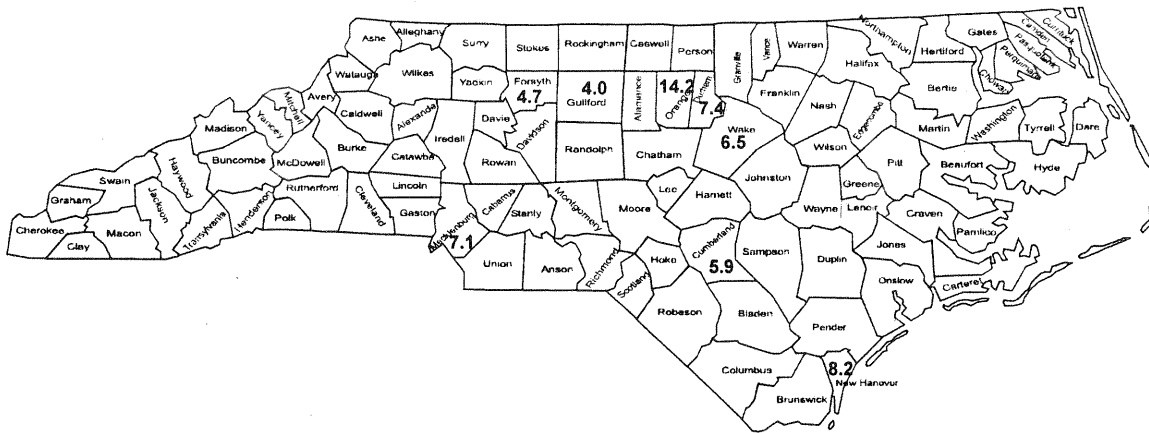 Ashe
Alleghany
Surry
Stokes
Rockingham
Caswell
Person
Granville
Vance
Warren
Northampton
Halifax
Hertford
Gates
Camden
Currituck
Pasquotank
Perquimans
Chowan
Bertie
Watauga
Wilkes
Yadkin
Forsyth
4.7
4.0
Guilford
Alamance
14.2
Orange
Durham
7.4
Franklin
Nash
Edgecombe
Martin
Washington
Tyrrell
Dare
Avery
Mitchell
Yancey
Madison
Caldwell
Alexander
Iredell
Davie
Davidson
Randolph
Chatham
Wake
6.5
Wilson
Pitt
Beaufort
Hyde
Buncombe
McDowell
Burke
Catawba
Rowan
Haywood
Swain
Graham
Cherokee
Clay
Macon
Jackson
Transylvania
Henderson
Rutherford
Polk
Cleveland
Lincoln
Gaston
Mecklenburg
7.1
Cabarrus
Stanly
Montgomery
Moore
Lee
Harnett
Johnston
Greene
Wayne
Lenoir
Craven
Pamlico
Jones
Union
Anson
Richmond
Scotland
Hoke
Cumberland
5.9
Sampson
Duplin
Onslow
Carteret
Robeson
Bladen
Pender
Columbus
Brunswick
8.2
New Hanover